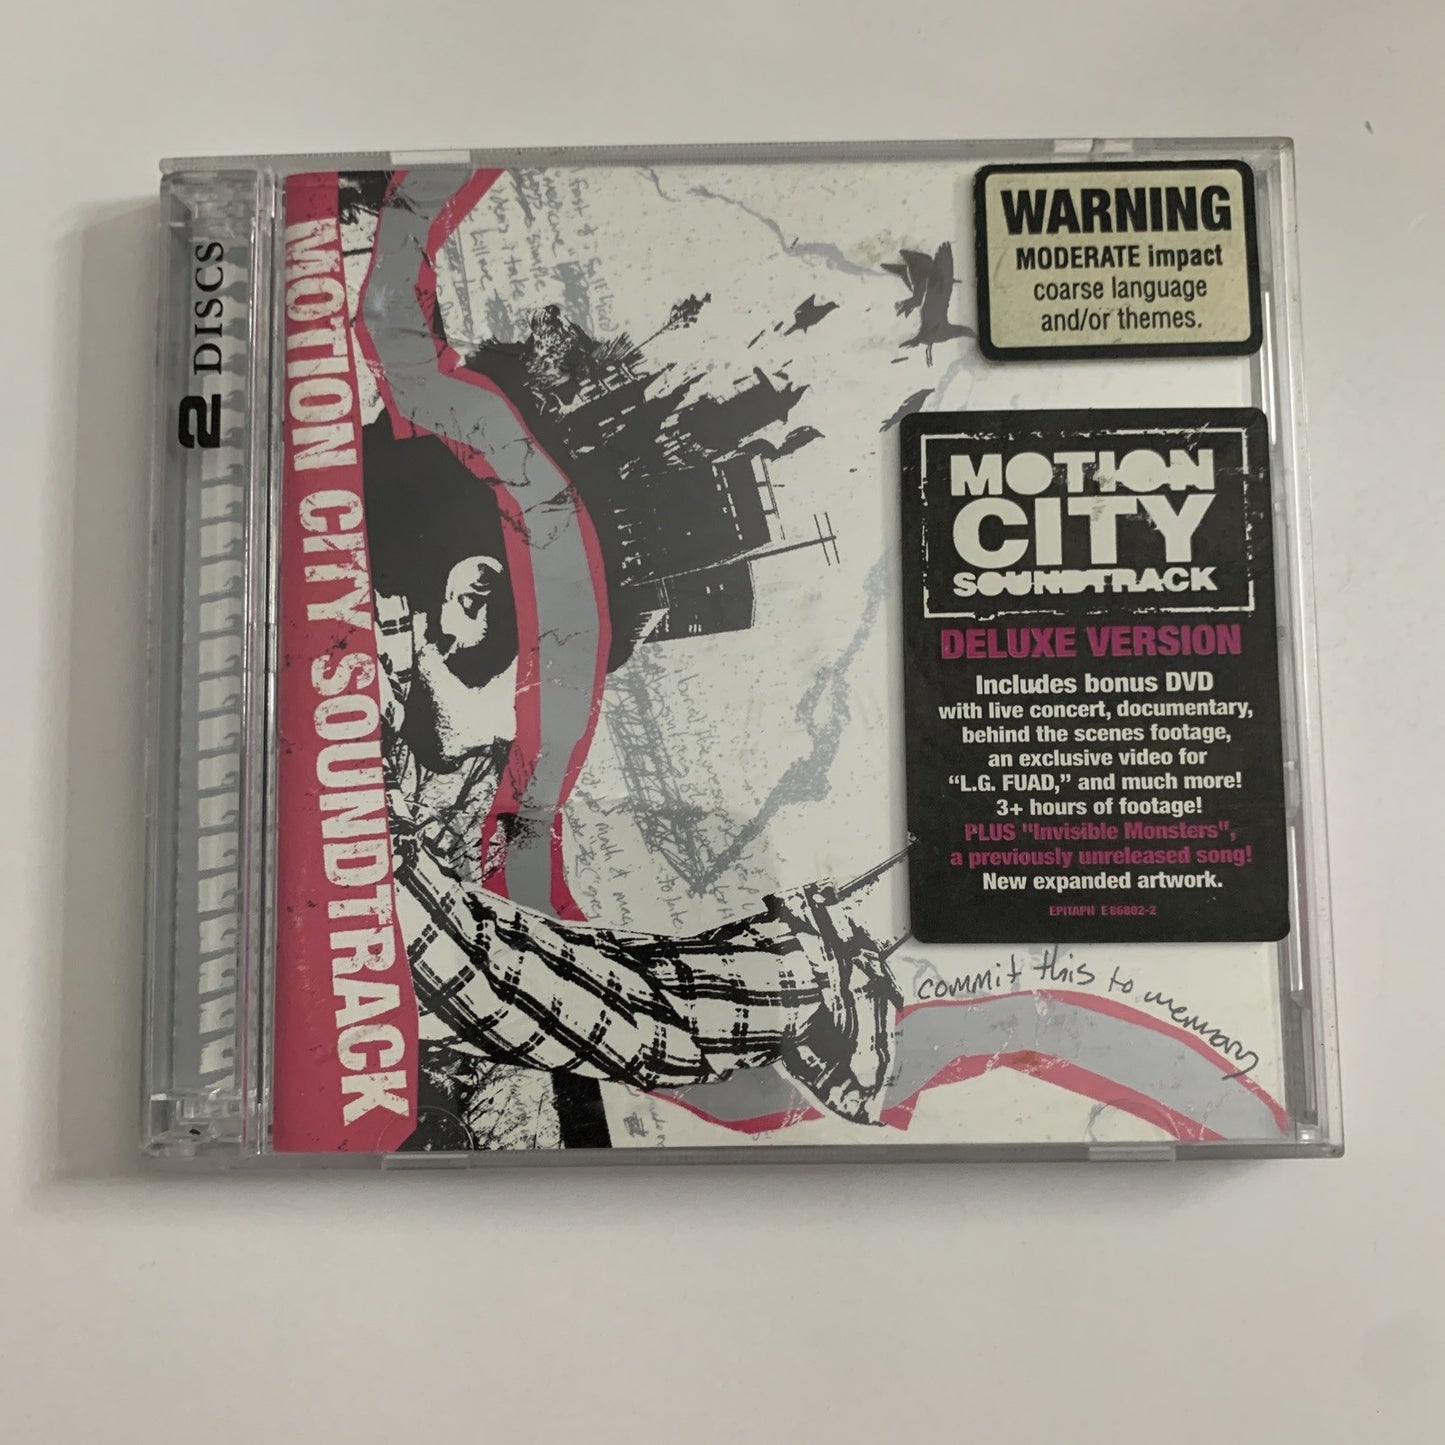 2 DISCS
MOTION CITY SOUNDTRACK
WARNING
MODERATE impact
coarse language
and/or themes.
MOTION
CITY
SOUNDTRACK
DELUXE VERSION
Includes bonus DVD
with live concert, documentary,
behind the scenes footage,
an exclusive video for
“L.G. FUAD,” and much more!
3+ hours of footage!
PLUS "Invisible Monsters",
a previously unreleased song!
New expanded artwork.
EPITAPH E 86802-2
commit this to memory